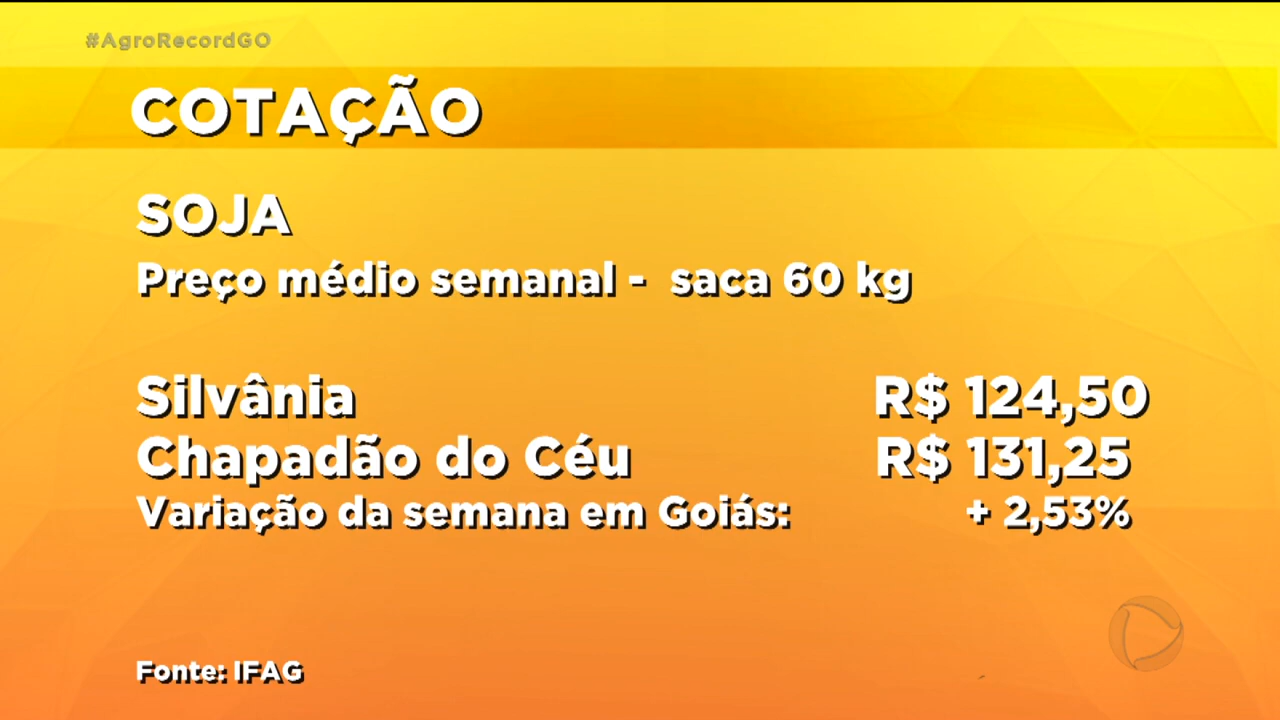 #AgroRecordGO
COTAÇÃO
SOJA
Preço médio semanal - saca 60 kg
Silvânia R$ 124,50
Chapadão do Céu R$ 131,25
Variação da semana em Goiás: + 2,53%
Fonte: IFAG